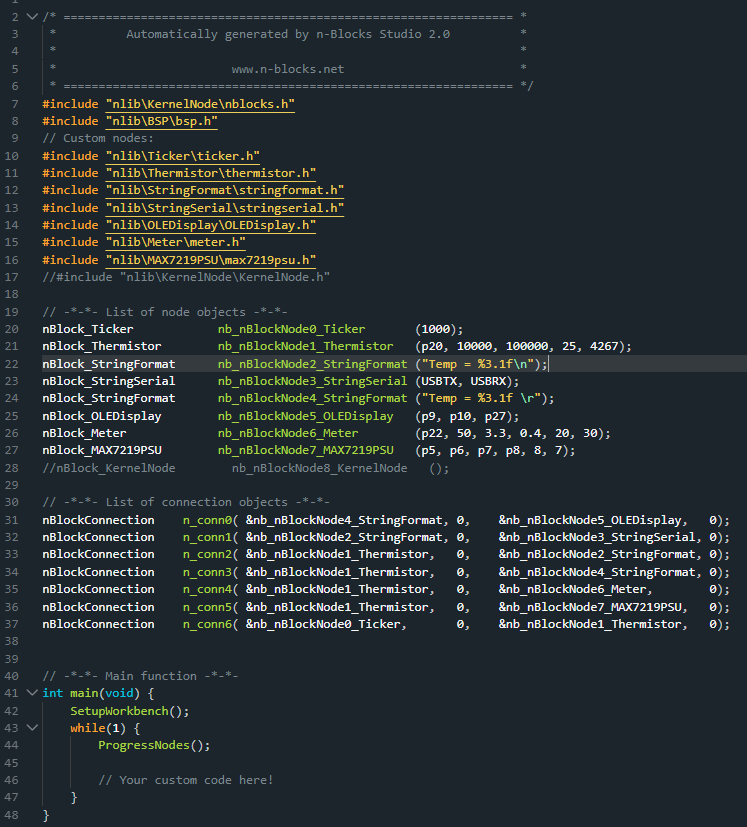 2 /* ================================================================ *
3  *          Automatically generated by n-Blocks Studio 2.0          *
4  *                                                                  *
5  *                         www.n-blocks.net                         *
6  * ================================================================ */
7 #include "nlib\KernelNode\nblocks.h"
8 #include "nlib\BSP\bsp.h"
9 // Custom nodes:
10 #include "nlib\Ticker\ticker.h"
11 #include "nlib\Thermistor\thermistor.h"
12 #include "nlib\StringFormat\stringformat.h"
13 #include "nlib\StringSerial\stringserial.h"
14 #include "nlib\OLEDisplay\OLEDisplay.h"
15 #include "nlib\Meter\meter.h"
16 #include "nlib\MAX7219PSU\max7219psu.h"
17 //#include "nlib\KernelNode\KernelNode.h"
18
19 // -*-*- List of node objects -*-*-
20 nBlock_Ticker            nb_nBlockNode0_Ticker       (1000);
21 nBlock_Thermistor        nb_nBlockNode1_Thermistor   (p20, 10000, 100000, 25, 4267);
22 nBlock_StringFormat      nb_nBlockNode2_StringFormat ("Temp = %3.1f\n");
23 nBlock_StringSerial      nb_nBlockNode3_StringSerial (USBTX, USBRX);
24 nBlock_StringFormat      nb_nBlockNode4_StringFormat ("Temp = %3.1f \r");
25 nBlock_OLEDisplay        nb_nBlockNode5_OLEDisplay   (p9, p10, p27);
26 nBlock_Meter             nb_nBlockNode6_Meter        (p22, 50, 3.3, 0.4, 20, 30);
27 nBlock_MAX7219PSU        nb_nBlockNode7_MAX7219PSU   (p5, p6, p7, p8, 8, 7);
28 //nBlock_KernelNode        nb_nBlockNode8_KernelNode   ();
29
30 // -*-*- List of connection objects -*-*-
31 nBlockConnection    n_conn0( &nb_nBlockNode4_StringFormat, 0,    &nb_nBlockNode5_OLEDisplay,   0);
32 nBlockConnection    n_conn1( &nb_nBlockNode2_StringFormat, 0,    &nb_nBlockNode3_StringSerial, 0);
33 nBlockConnection    n_conn2( &nb_nBlockNode1_Thermistor,   0,    &nb_nBlockNode2_StringFormat, 0);
34 nBlockConnection    n_conn3( &nb_nBlockNode1_Thermistor,   0,    &nb_nBlockNode4_StringFormat, 0);
35 nBlockConnection    n_conn4( &nb_nBlockNode1_Thermistor,   0,    &nb_nBlockNode6_Meter,        0);
36 nBlockConnection    n_conn5( &nb_nBlockNode1_Thermistor,   0,    &nb_nBlockNode7_MAX7219PSU,   0);
37 nBlockConnection    n_conn6( &nb_nBlockNode0_Ticker,       0,    &nb_nBlockNode1_Thermistor,   0);
38
39
40 // -*-*- Main function -*-*-
41 int main(void) {
42     SetupWorkbench();
43     while(1) {
44         ProgressNodes();
45
46         // Your custom code here!
47     }
48 }